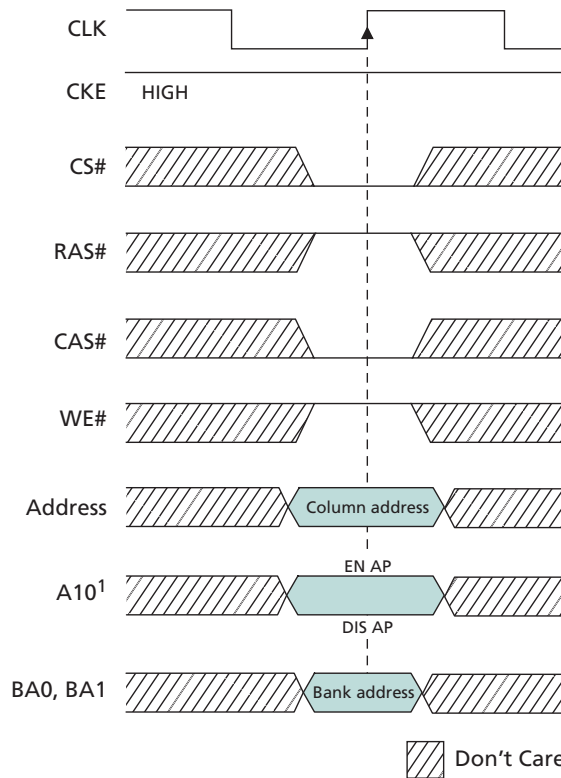 CLK
CKE HIGH
CS#
RAS#
CAS#
WE#
Address Column address
EN AP
A10¹
DIS AP
BA0, BA1 Bank address
Don't Care